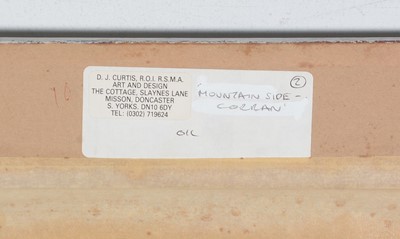 D. J. CURTIS, R.O.I. R.S.M.A.
ART AND DESIGN
THE COTTAGE, SLAYNES LANE
MISSON, DONCASTER
S. YORKS. DN10 6DY
TEL: (0302) 719624
OIL
2
'MOUNTAIN SIDE -
CORRAN'